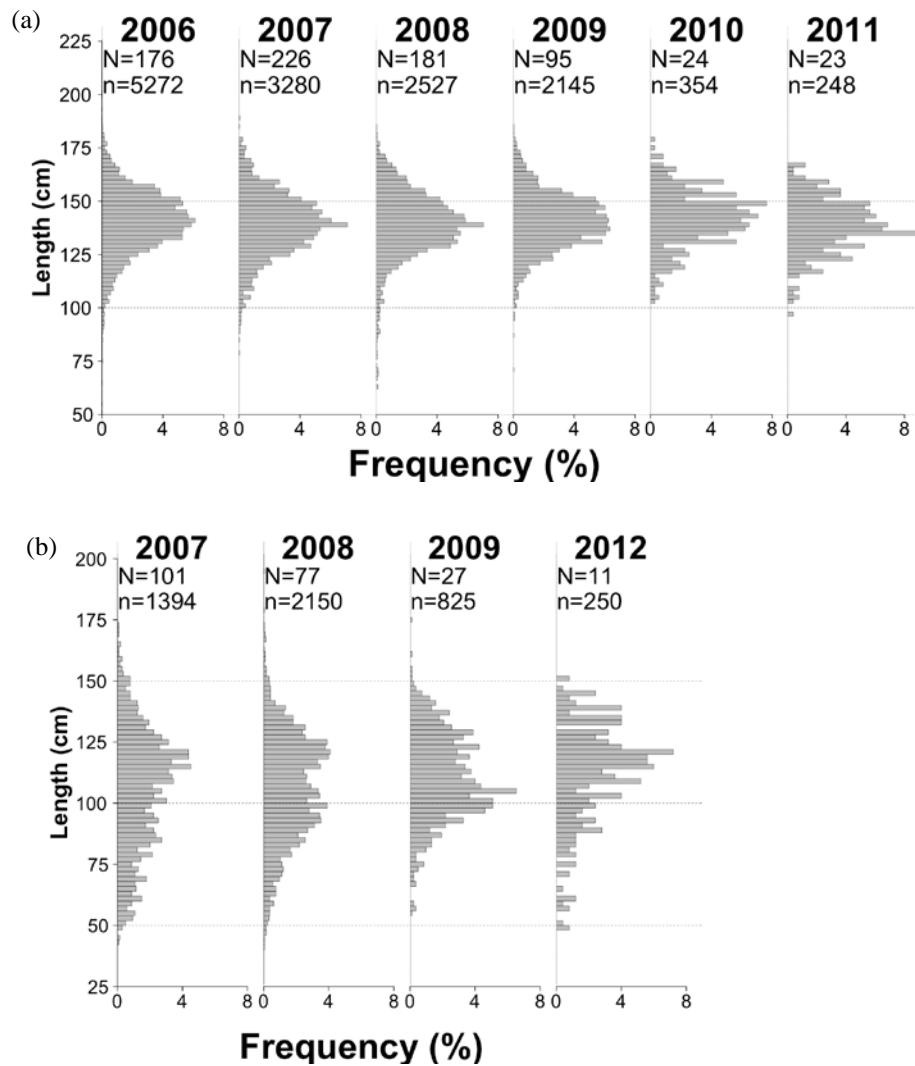 (a)
2006 2007 2008 2009 2010 2011
N=176 N=226 N=181 N=95 N=24 N=23
n=5272 n=3280 n=2527 n=2145 n=354 n=248
225
200
175
150
125
100
75
50
Length (cm)
0 4 8 0 4 8 0 4 8 0 4 8 0 4 8 0 4 8
Frequency (%)
(b)
2007 2008 2009 2012
N=101 N=77 N=27 N=11
n=1394 n=2150 n=825 n=250
200
175
150
125
100
75
50
25
Length (cm)
0 4 8 0 4 8 0 4 8 0 4 8
Frequency (%)